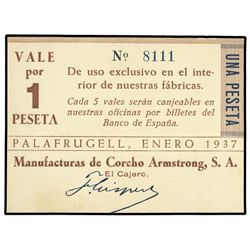 VALE
por
1
PESETA
Nº 8111
De uso exclusivo en el inte-
rior de nuestras fábricas.
Cada 5 vales serán canjeables en
nuestras oficinas por billetes del
Banco de España.
UNA PESETA
PALAFRUGELL, ENERO 1937
Manufacturas de Corcho Armstrong, S. A.
El Cajero,